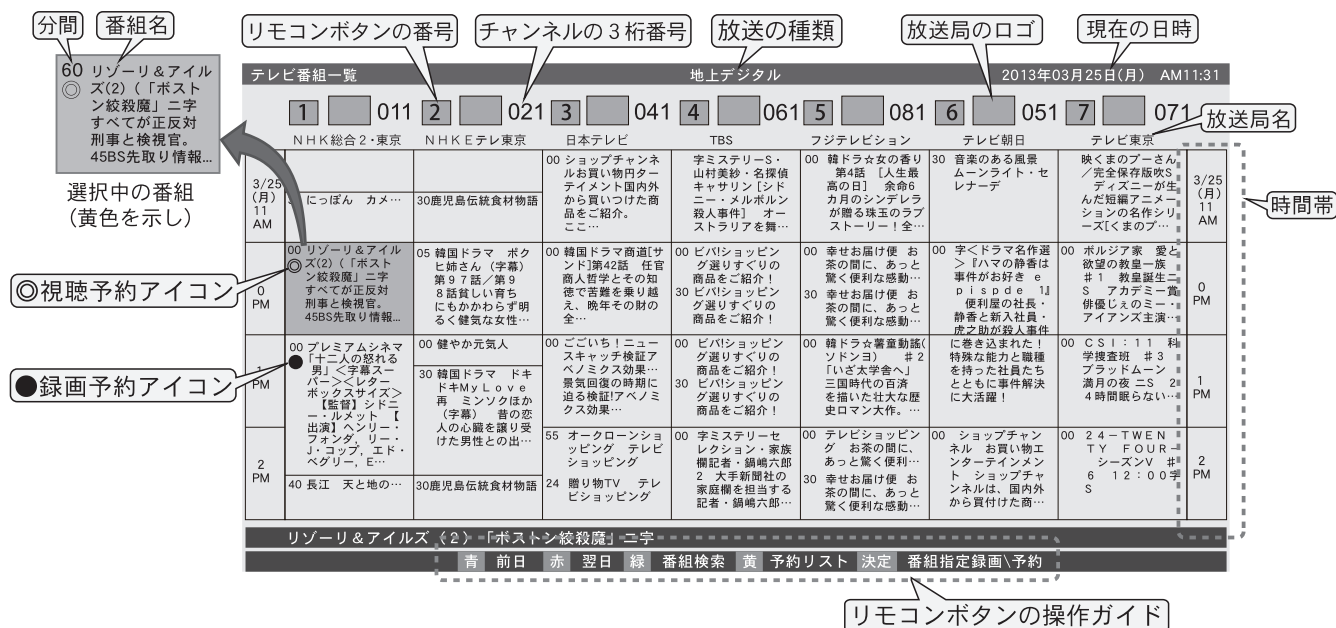 分間
番組名
リモコンボタンの番号
チャンネルの3桁番号
放送の種類
放送局のロゴ
現在の日時
60 リゾーリ&アイル
◎ ズ(2)(「ボスト
ン絞殺魔」二字
すべてが正反対
刑事と検視官。
45BS先取り情報...
選択中の番組
(黄色を示し)
テレビ番組一覧
地上デジタル
2013年03月25日(月) AM11:31
1 011 2 021 3 041 4 061 5 081 6 051 7 071
放送局名
NHK総合2・東京
NHKEテレ東京
日本テレビ
TBS
フジテレビション
テレビ朝日
テレビ東京
時間帯
3/25
(月)
11
AM
にっぽん カメ…
30鹿児島伝統食材物語
00 ショップチャンネ
ルお買い物円ター
テイメント国内外
から買いつけた商
品をご紹介。
ここ…
字ミステリーS・
山村美紗・名探偵
キャサリン[シド
ニー・メルボルン
殺人事件] オー
ストラリアを舞…
00 韓ドラ☆女の香り
第4話 [人生最
高の日] 余命6
カ月のシンデレラ
が贈る珠玉のラブ
ストーリー!全…
30 音楽のある風景
ムーンライト・セ
レナーデ
映くまのプーさん
/完全保存版吹S
ディズニーが生
んだ短編アニメー
ションの名作シリ
ーズ[くまのプ…
3/25
(月)
11
AM
0
PM
00 リゾーリ&アイル
◎ ズ(2)(「ボスト
ン絞殺魔」二字
すべてが正反対
刑事と検視官。
45BS先取り情報...
05 韓国ドラマ ボク
ヒ姉さん(字幕)
第97話/第9
8話貧しい育ち
にもかかわらず明
るく健気な女性…
00 韓国ドラマ商道[サ
ンド]第42話 任官
商人哲学とその知
徳で苦難を乗り越
え、晩年その財の
全…
00 ビバ!ショッピン
グ選りすぐりの
商品をご紹介!
30 ビバ!ショッピン
グ選りすぐりの
商品をご紹介!
00 幸せお届け便 お
茶の間に、あっと
驚く便利な感動…
30 幸せお届け便 お
茶の間に、あっと
驚く便利な感動…
00 字<ドラマ名作選
>『ハマの静香は
事件がお好き e
pispde 1』
便利屋の社長・
静香と新入社員・
虎之助が殺人事件
00 ボルジア家 愛と
欲望の教皇一族
#1 教皇誕生ニ
S アカデミー賞
俳優じぇのミー・
アイアンズ主演…
0
PM
◎視聴予約アイコン
●録画予約アイコン
PM
00 プレミアムシネマ
● 「十二人の怒れる
男」<字幕スー
パー><レター
ボックスサイズ>
【監督】シドニ
ー・ルメット 【
出演】ヘンリー・
フォンダ, リー・
J・コップ, エド・
ベグリー, E…
00 健やか元気人
30 韓国ドラマ ドキ
ドキMyLove
再 ミンソクほか
(字幕) 昔の恋
人の心臓を譲り受
けた男性との出…
00 ごごいち!ニュー
スキャッチ検証ア
ベノミクス効果…
景気回復の時期に
迫る検証!アベノミ
クス効果…
00 ビバ!ショッピン
グ選りすぐりの
商品をご紹介!
30 ビバ!ショッピン
グ選りすぐりの
商品をご紹介!
00 韓ドラ☆薯童謠(
ソドンヨ) #2
「いざ太学舎へ」
三国時代の百済
を描いた壮大な歴
史ロマン大作。…
に巻き込まれた!
特殊な能力と職種
を持った社員たち
とともに事件解決
に大活躍!
00 CSI:11 科
学捜査班 #3
ブラッドムーン
満月の夜 ニS 2
4時間眠らない…
1
PM
2
PM
40 長江 天と地の…
30鹿児島伝統食材物語
55 オークローンショ
ッピング テレビ
ショッピング
24 贈り物TV テレ
ビショッピング
00 字ミステリーセ
レクション・家族
欄記者・鍋嶋六郎
2 大手新聞社の
家庭欄を担当する
記者・鍋嶋六郎…
00 テレビショッピン
グ お茶の間に、
あっと驚く便利…
30 幸せお届け便 お
茶の間に、あっと
驚く便利な感動…
00 ショップチャン
ネル お買い物エ
ンターテインメン
ト ショップチャ
ンネルは、国内外
から買付けた商…
00 24-TWEN
TY FOUR-
シーズンV #
6 12:00字
S
2
PM
リゾーリ&アイルズ(2)「ボストン絞殺魔」二字
青 前日 赤 翌日 緑 番組検索 黄 予約リスト 決定 番組指定録画\予約
リモコンボタンの操作ガイド